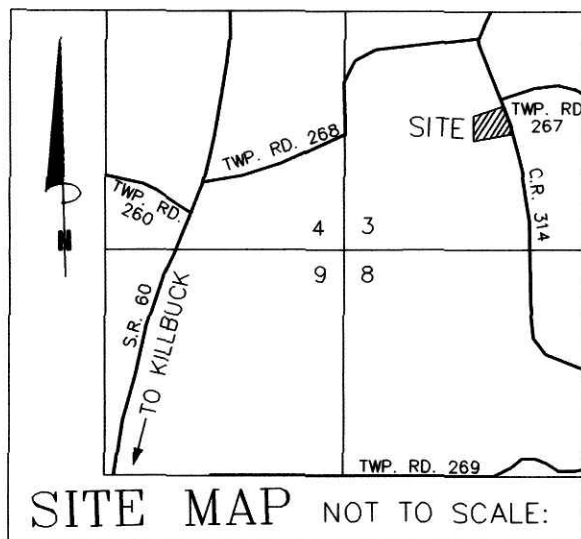 SITE
TWP. RD.
267
TWP. RD. 268
TWP. RD.
260
C.R. 314
4 3
9 8
N
S.R. 60
TO KILLBUCK
TWP. RD. 269
SITE MAP NOT TO SCALE: